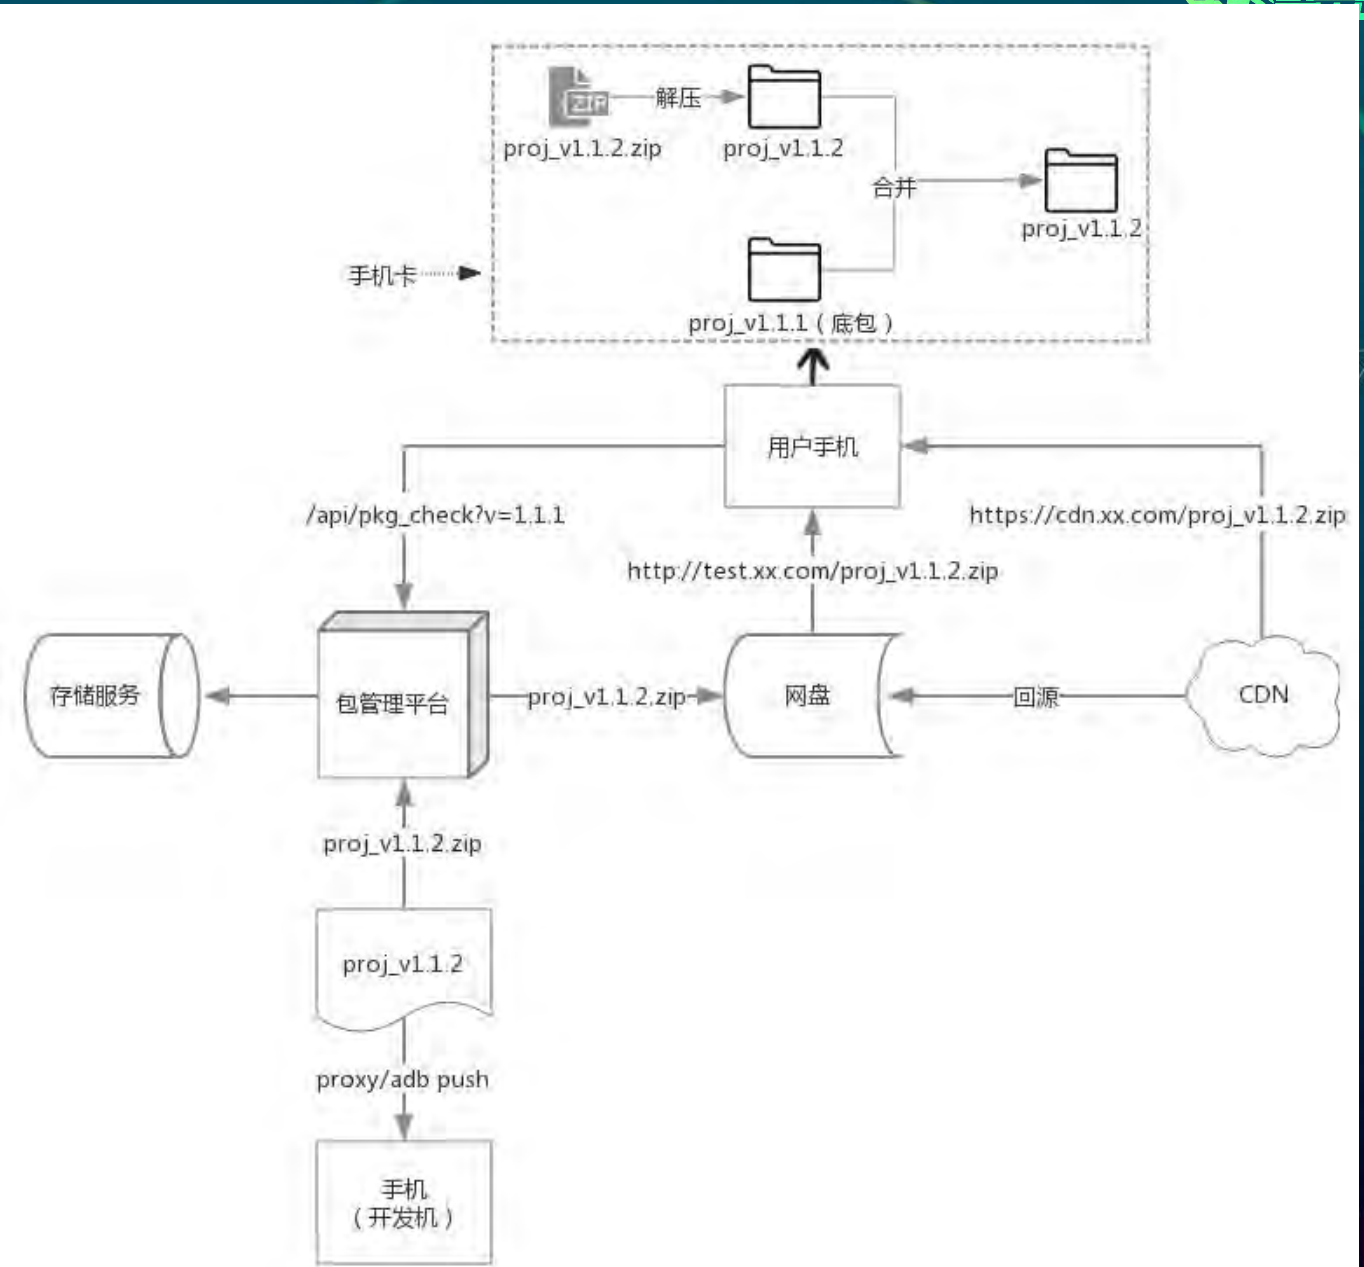 ZIP
解压
proj_v1.1.2.zip
proj_v1.1.2
合并
proj_v1.1.2
手机卡
proj_v1.1.1（底包）
用户手机
/api/pkg_check?v=1.1.1
https://cdn.xx.com/proj_v1.1.2.zip
http://test.xx.com/proj_v1.1.2.zip
存储服务
包管理平台
proj_v1.1.2.zip
网盘
回源
CDN
proj_v1.1.2.zip
proj_v1.1.2
proxy/adb push
手机
（开发机）